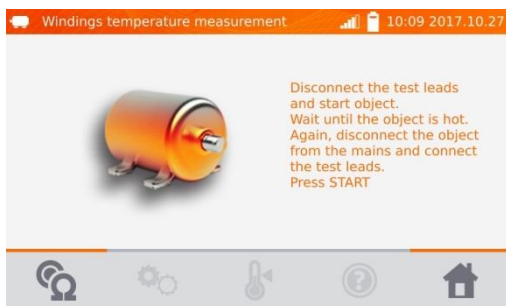 Windings temperature measurement 10:09 2017.10.27
Disconnect the test leads
and start object.
Wait until the object is hot.
Again, disconnect the object
from the mains and connect
the test leads.
Press START
Ω
?